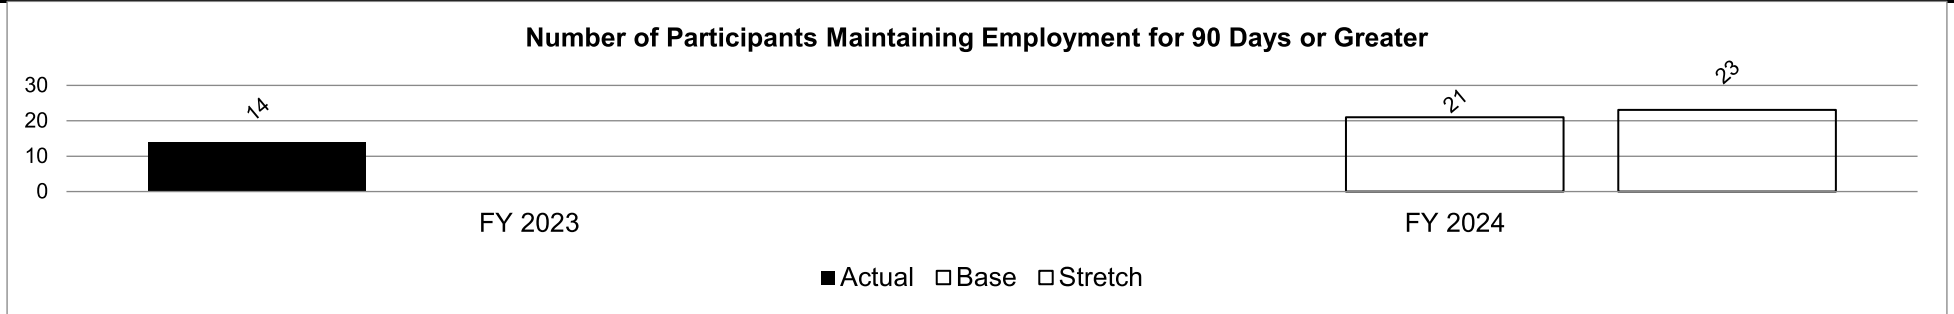 Number of Participants Maintaining Employment for 90 Days or Greater
30
20
10
0
14
21
23
FY 2023 FY 2024
Actual Base Stretch